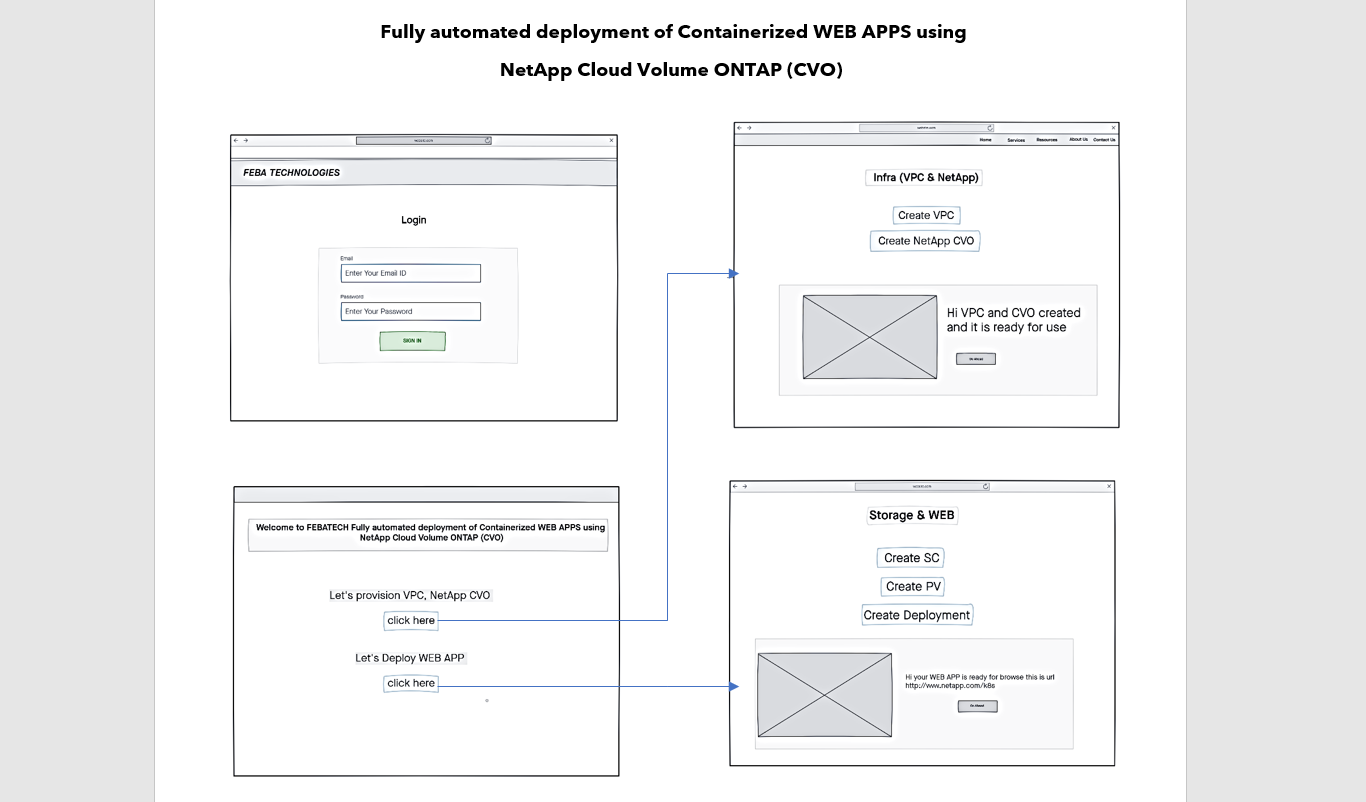 Fully automated deployment of Containerized WEB APPS using
NetApp Cloud Volume ONTAP (CVO)
FEBA TECHNOLOGIES
Login
Email
Enter Your Email ID
Password
Enter Your Password
SIGN IN
Home Services Resources About Us Contact Us
Infra (VPC & NetApp)
Create VPC
Create NetApp CVO
Hi VPC and CVO created
and it is ready for use
Welcome to FEBATECH Fully automated deployment of Containerized WEB APPS using
NetApp Cloud Volume ONTAP (CVO)
Let's provision VPC, NetApp CVO
click here
Let's Deploy WEB APP
click here
Storage & WEB
Create SC
Create PV
Create Deployment
Hi your WEB APP is ready for browse this is url
http://www.netapp.com/k8s
Go Ahead